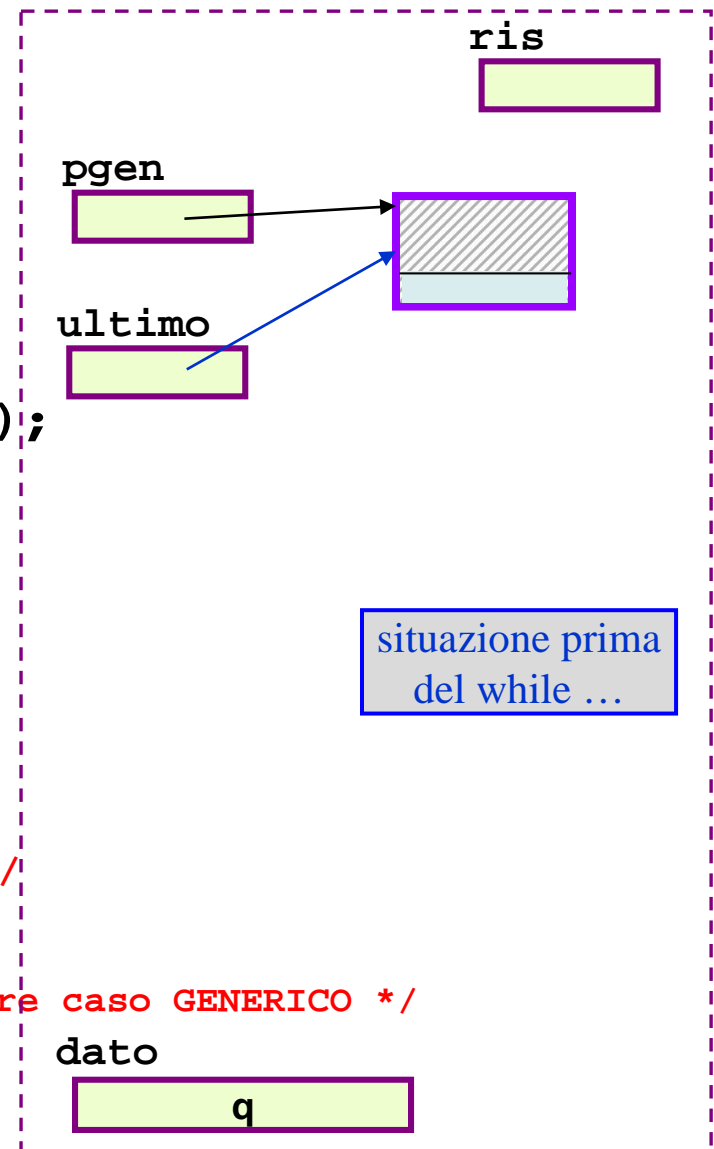 ris
pgen
ultimo
);
situazione prima
del while …
/
re caso GENERICO */
dato
q